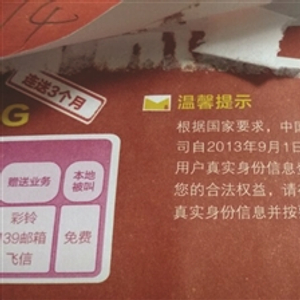 14
连送3个月
G
温馨提示
根据国家要求，中国
司自2013年9月1日
用户真实身份信息
您的合法权益，请
真实身份信息并按
赠送业务
本地
被叫
彩铃
139邮箱
飞信
免费